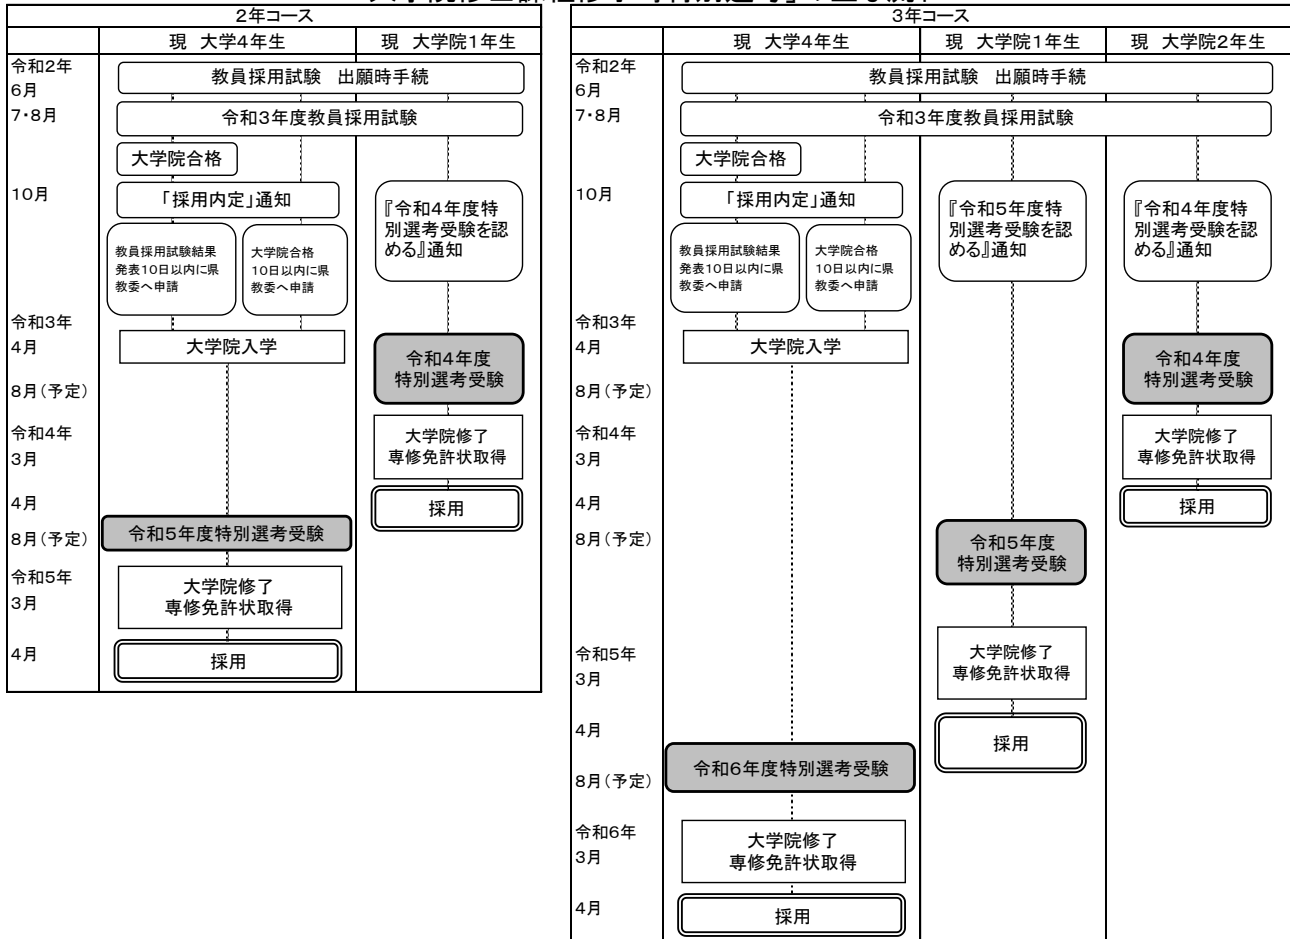 2年コース
現 大学4年生
現 大学院1年生
令和2年
6月
教員採用試験 出願時手続
7・8月
令和3年度教員採用試験
大学院合格
10月
「採用内定」通知
『令和4年度特
別選考受験を認
める』通知
教員採用試験結果
発表10日以内に県
教委へ申請
大学院合格
10日以内に県
教委へ申請
令和3年
4月
大学院入学
令和4年度
特別選考受験
8月(予定)
令和4年
3月
大学院修了
専修免許状取得
4月
採用
8月(予定)
令和5年度特別選考受験
令和5年
3月
大学院修了
専修免許状取得
4月
採用
3年コース
現 大学4年生
現 大学院1年生
現 大学院2年生
令和2年
6月
教員採用試験 出願時手続
7・8月
令和3年度教員採用試験
大学院合格
10月
「採用内定」通知
『令和5年度特
別選考受験を認
める』通知
『令和4年度特
別選考受験を認
める』通知
教員採用試験結果
発表10日以内に県
教委へ申請
大学院合格
10日以内に県
教委へ申請
令和3年
4月
大学院入学
令和4年度
特別選考受験
8月(予定)
令和4年
3月
大学院修了
専修免許状取得
4月
採用
8月(予定)
令和5年度
特別選考受験
令和5年
3月
大学院修了
専修免許状取得
4月
採用
令和6年度特別選考受験
8月(予定)
令和6年
3月
大学院修了
専修免許状取得
4月
採用